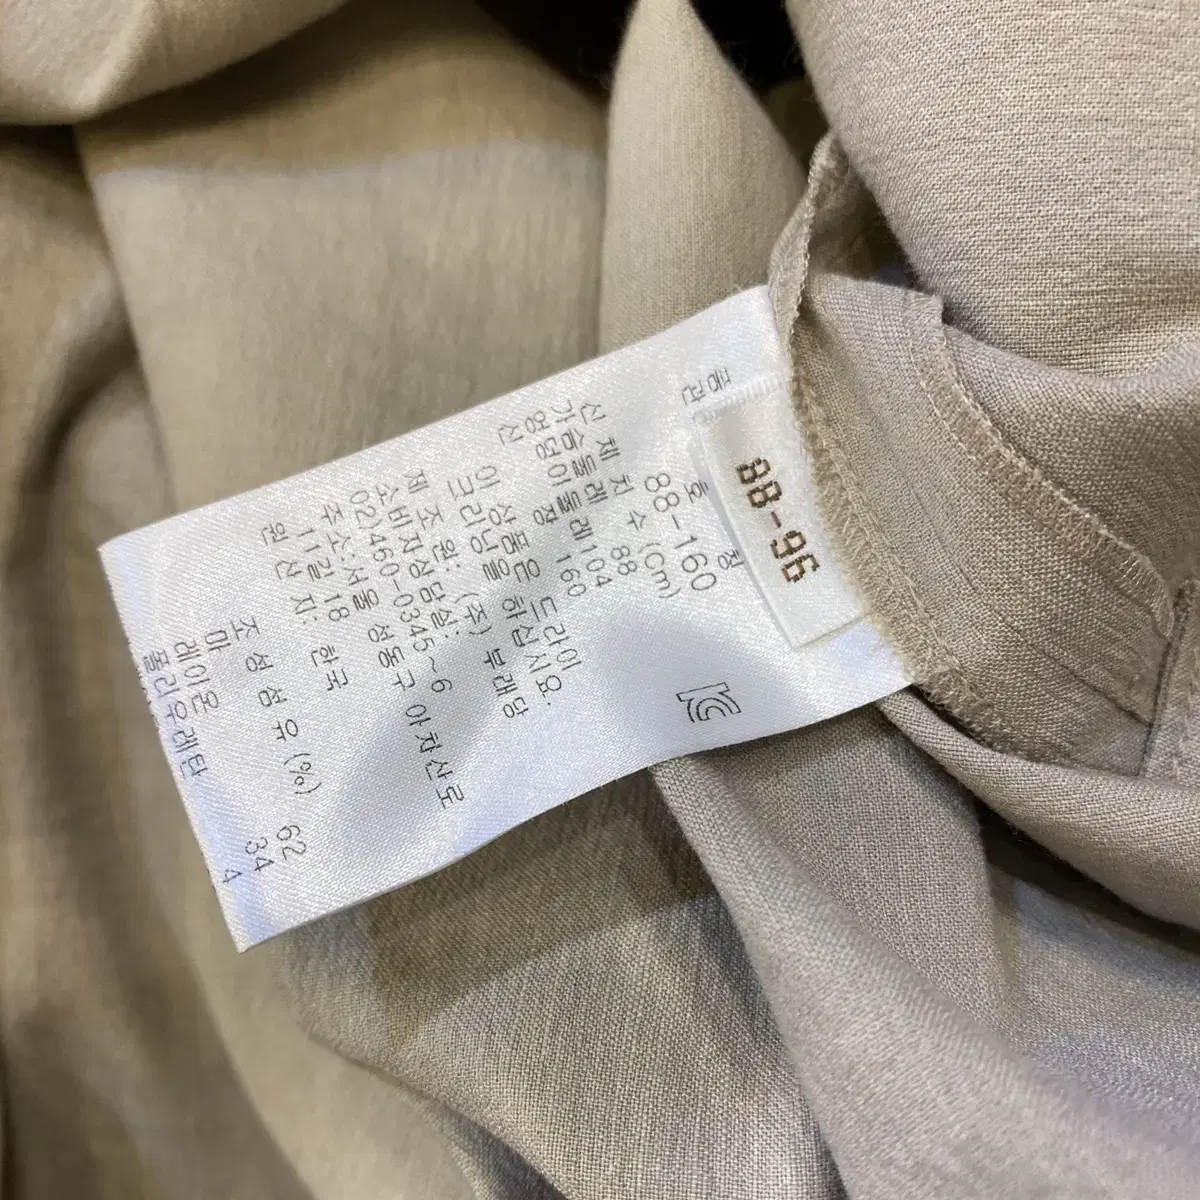 88-96
품번
호 칭
88-160
신 제 치 수 (Cm)
가슴둘레 88
엉덩이둘레 104
신 장 160
이 상품은 드라이
크리닝을 하십시요.
제 조 원: (주) 부래당
소비자상담실:
02)460-0345~6
주 소:서울 성동구 아차산로
11길 18
원 산 지: 한국
조 성 섬 유 (%)
마 62
레이온 34
폴리우레탄 4